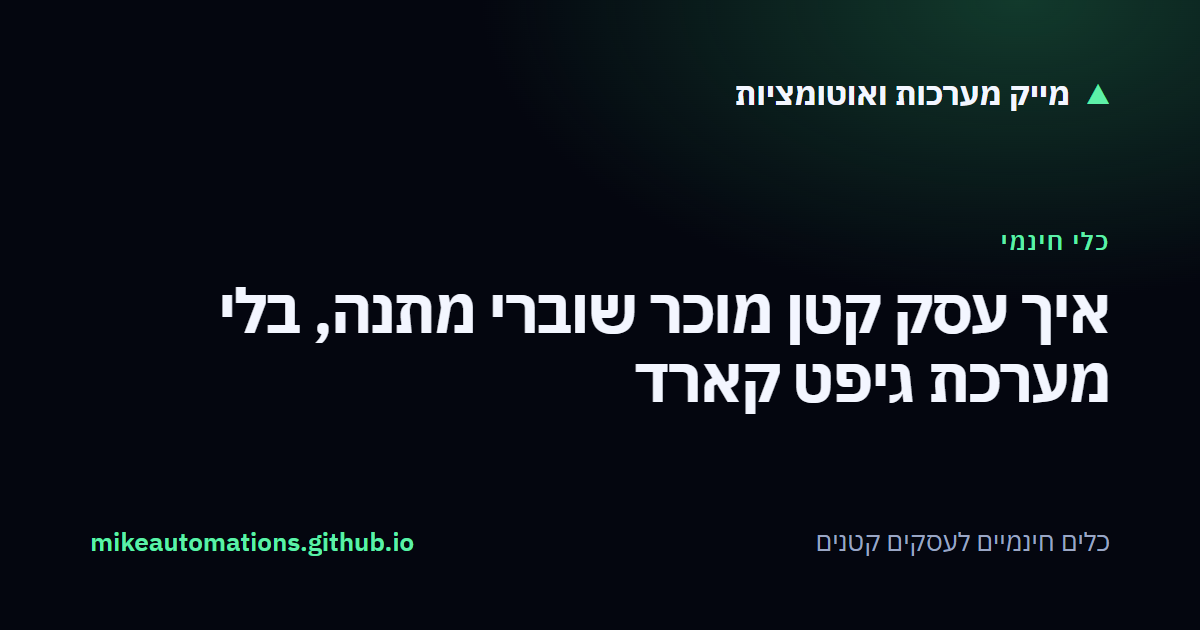 ▲ מייק מערכות ואוטומציות
כלי חינמי
איך עסק קטן מוכר שוברי מתנה, בלי
מערכת גיפט קארד
כלים חינמיים לעסקים קטנים
mikeautomations.github.io